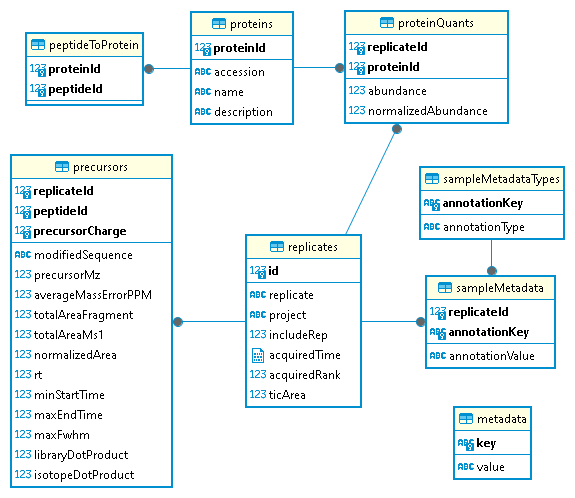 peptideToProtein
123 proteinId
123 peptideId
proteins
123 proteinId
ABC accession
ABC name
ABC description
proteinQuants
123 replicateId
123 proteinId
123 abundance
123 normalizedAbundance
precursors
123 replicateId
123 peptideId
123 precursorCharge
ABC modifiedSequence
123 precursorMz
123 averageMassErrorPPM
123 totalAreaFragment
123 totalAreaMs1
123 normalizedArea
123 rt
123 minStartTime
123 maxEndTime
123 maxFwhm
123 libraryDotProduct
123 isotopeDotProduct
replicates
123 id
ABC replicate
ABC project
123 includeRep
acquiredTime
123 acquiredRank
123 ticArea
sampleMetadataTypes
ABC annotationKey
ABC annotationType
sampleMetadata
123 replicateId
ABC annotationKey
ABC annotationValue
metadata
ABC key
ABC value